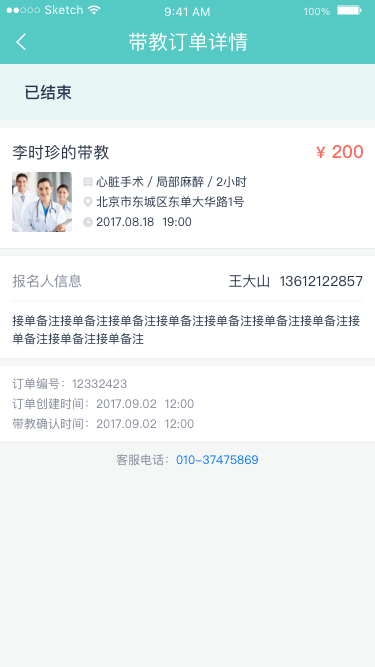 Sketch 9:41 AM 100%
带教订单详情
已结束
李时珍的带教 ¥ 200
心脏手术 / 局部麻醉 / 2小时
北京市东城区东单大华路1号
2017.08.18 19:00
报名人信息 王大山 13612122857
接单备注接单备注接单备注接单备注接单备注接单备注接单备注接
单备注接单备注接单备注
订单编号：12332423
订单创建时间：2017.09.02 12:00
带教确认时间：2017.09.02 12:00
客服电话：010-37475869